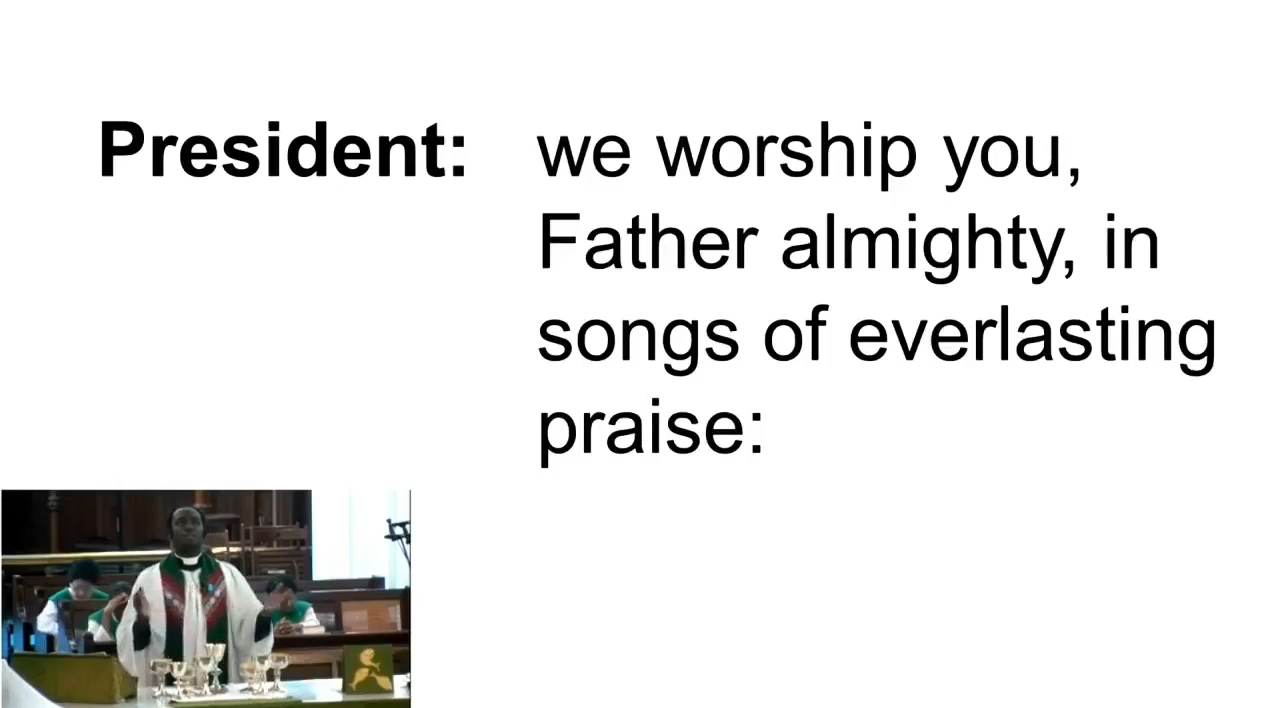 President: we worship you,
Father almighty, in
songs of everlasting
praise: